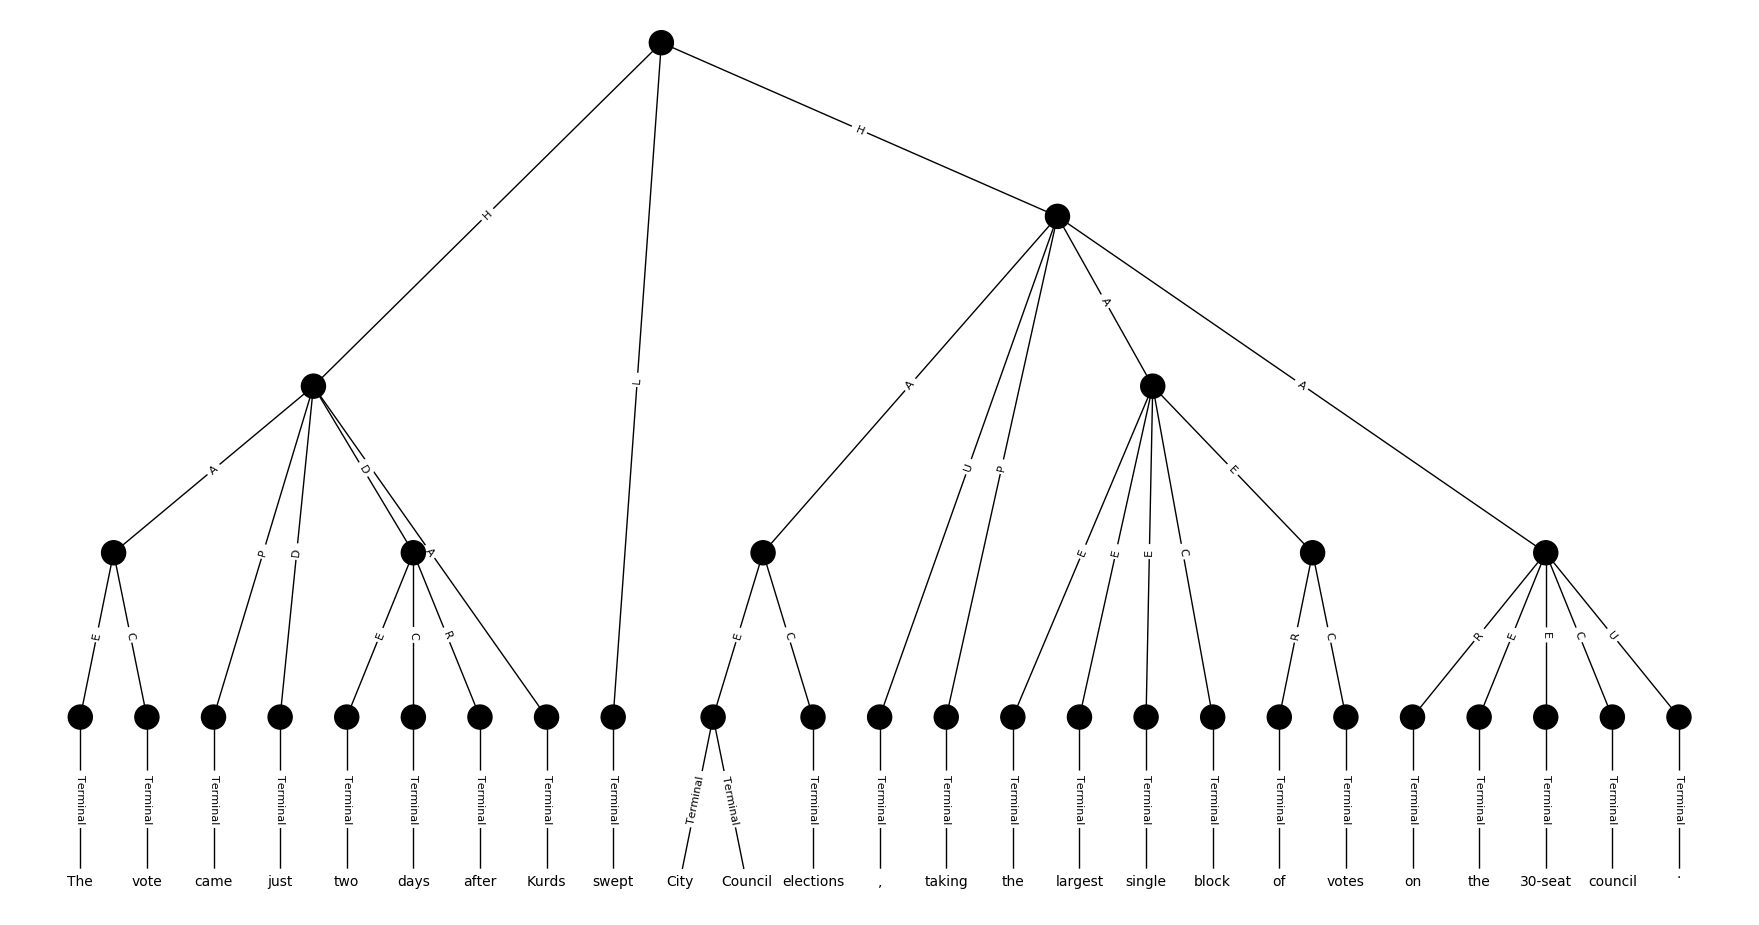 H
H
L
A
A
A
A
P
D
D
A
U
P
E
E
E
C
E
E
C
E
C
R
E
C
R
C
R
E
E
C
U
Terminal Terminal Terminal Terminal Terminal Terminal Terminal Terminal Terminal Terminal Terminal Terminal Terminal Terminal Terminal Terminal Terminal Terminal Terminal Terminal Terminal Terminal Terminal Terminal Terminal
The vote came just two days after Kurds swept City Council elections , taking the largest single block of votes on the 30-seat council .